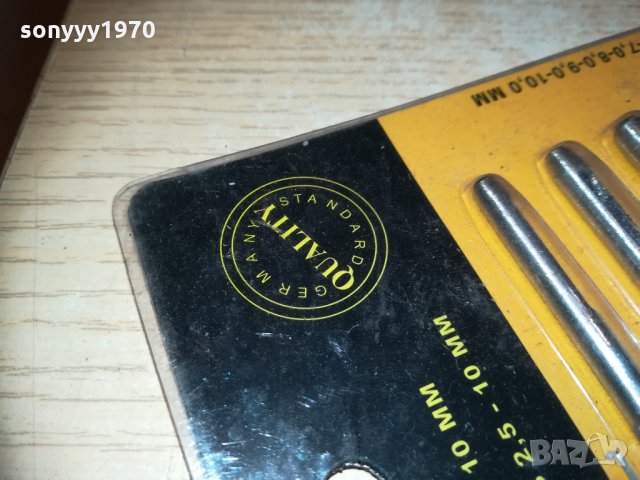 sonyyy1970
-7,0-8,0-9,0-10,0 MM
STANDARD
QUALITY
GERMANY
10 MM
2,5 - 10 MM
BAZAR